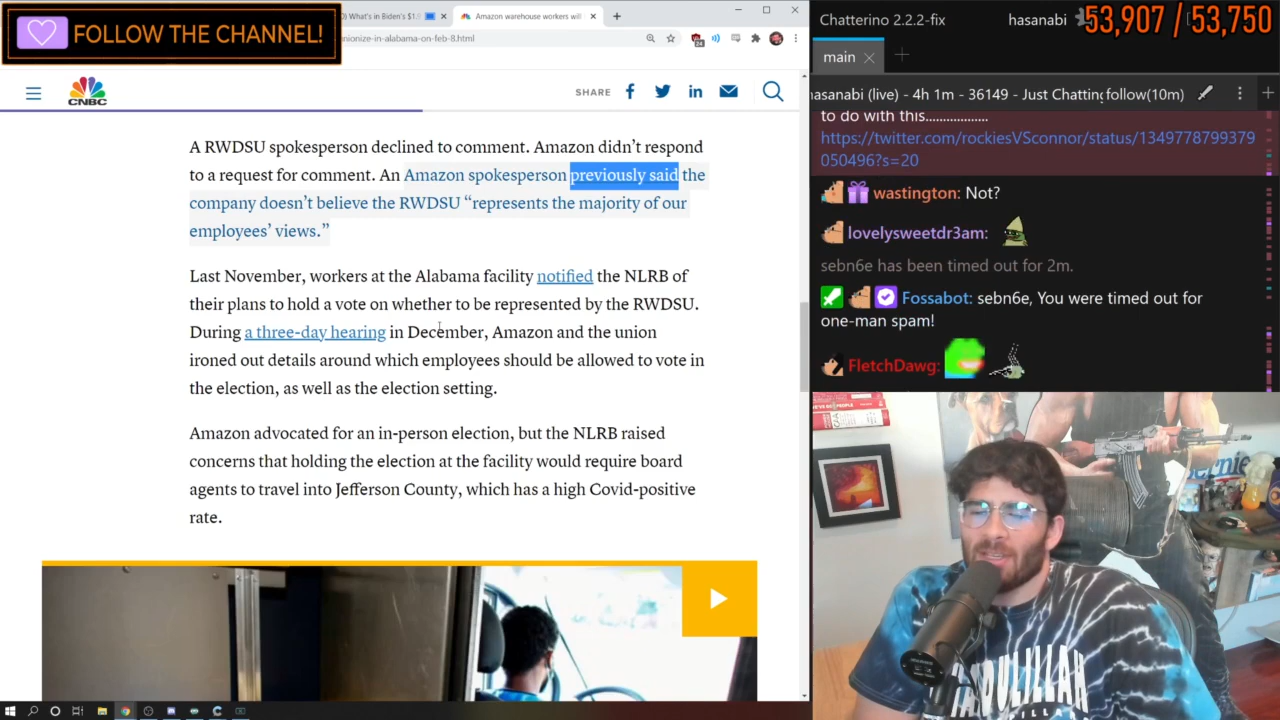 FOLLOW THE CHANNEL!
What's in Biden's $1.
Amazon warehouse workers will
nionize-in-alabama-on-feb-8.html
24
CNBC
SHARE
A RWDSU spokesperson declined to comment. Amazon didn’t respond
to a request for comment. An Amazon spokesperson previously said the
company doesn’t believe the RWDSU “represents the majority of our
employees’ views.”
Last November, workers at the Alabama facility notified the NLRB of
their plans to hold a vote on whether to be represented by the RWDSU.
During a three-day hearing in December, Amazon and the union
ironed out details around which employees should be allowed to vote in
the election, as well as the election setting.
Amazon advocated for an in-person election, but the NLRB raised
concerns that holding the election at the facility would require board
agents to travel into Jefferson County, which has a high Covid-positive
rate.
Chatterino 2.2.2-fix
hasanabi
53,907 / 53,750
main
asanabi (live) - 4h 1m - 36149 - Just Chatting
follow(10m)
to do with this..................
https://twitter.com/rockiesVSconnor/status/1349778799379
050496?s=20
wastington: Not?
lovelysweetdr3am:
sebn6e has been timed out for 2m.
Fossabot: sebn6e, You were timed out for
one-man spam!
FletchDawg:
ernie